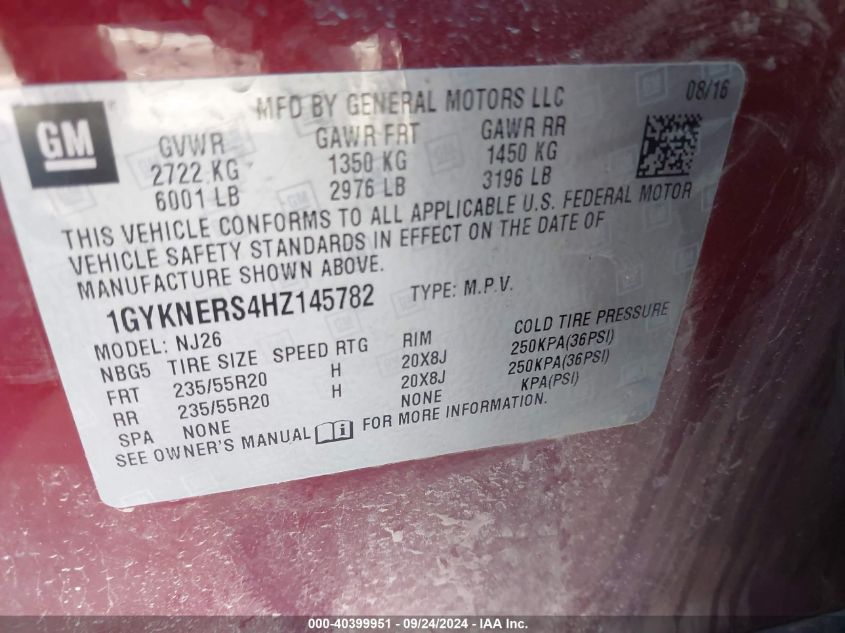 GM
MFD BY GENERAL MOTORS LLC
08/16
GVWR GAWR FRT GAWR RR
2722 KG 1350 KG 1450 KG
6001 LB 2976 LB 3196 LB
THIS VEHICLE CONFORMS TO ALL APPLICABLE U.S. FEDERAL MOTOR
VEHICLE SAFETY STANDARDS IN EFFECT ON THE DATE OF
MANUFACTURE SHOWN ABOVE.
1GYKNERS4HZ145782 TYPE: M.P.V.
MODEL: NJ26
NBG5 TIRE SIZE SPEED RTG RIM COLD TIRE PRESSURE
FRT 235/55R20 H 20X8J 250KPA(36PSI)
RR 235/55R20 H 20X8J 250KPA(36PSI)
SPA NONE NONE KPA(PSI)
SEE OWNER'S MANUAL i FOR MORE INFORMATION.
000-40399951 - 09/24/2024 - IAA Inc.